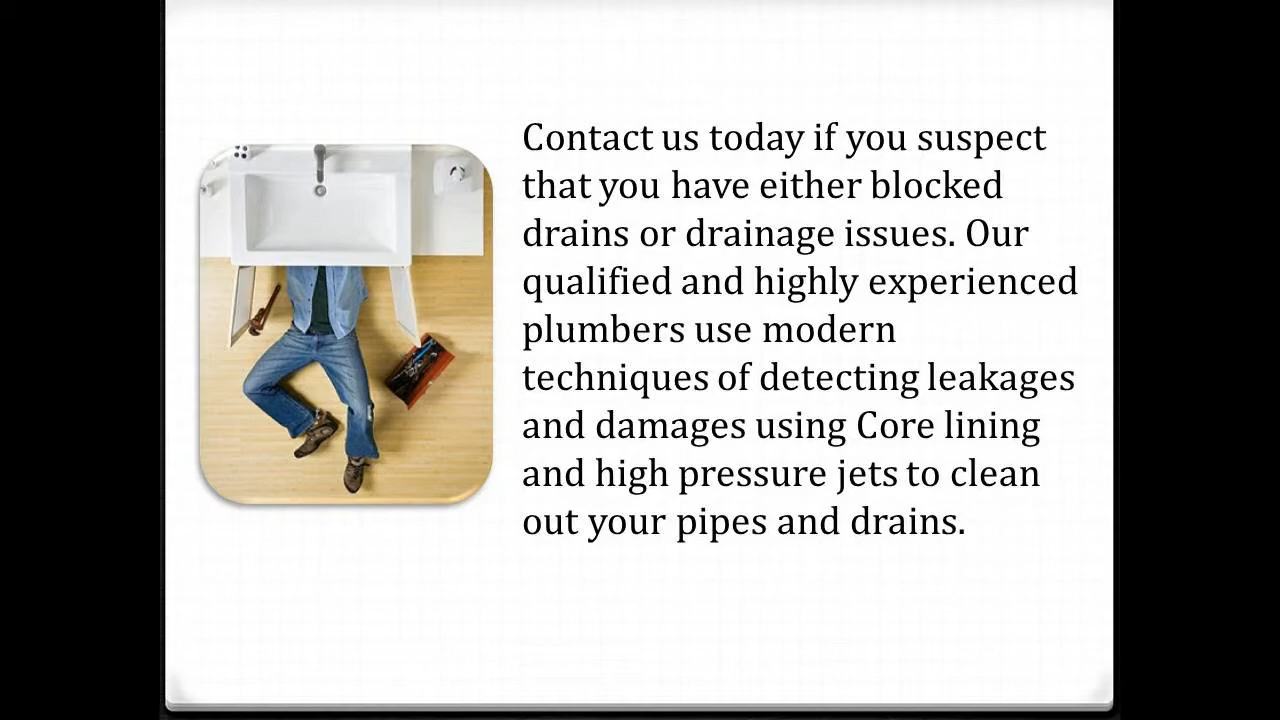 Contact us today if you suspect
that you have either blocked
drains or drainage issues. Our
qualified and highly experienced
plumbers use modern
techniques of detecting leakages
and damages using Core lining
and high pressure jets to clean
out your pipes and drains.